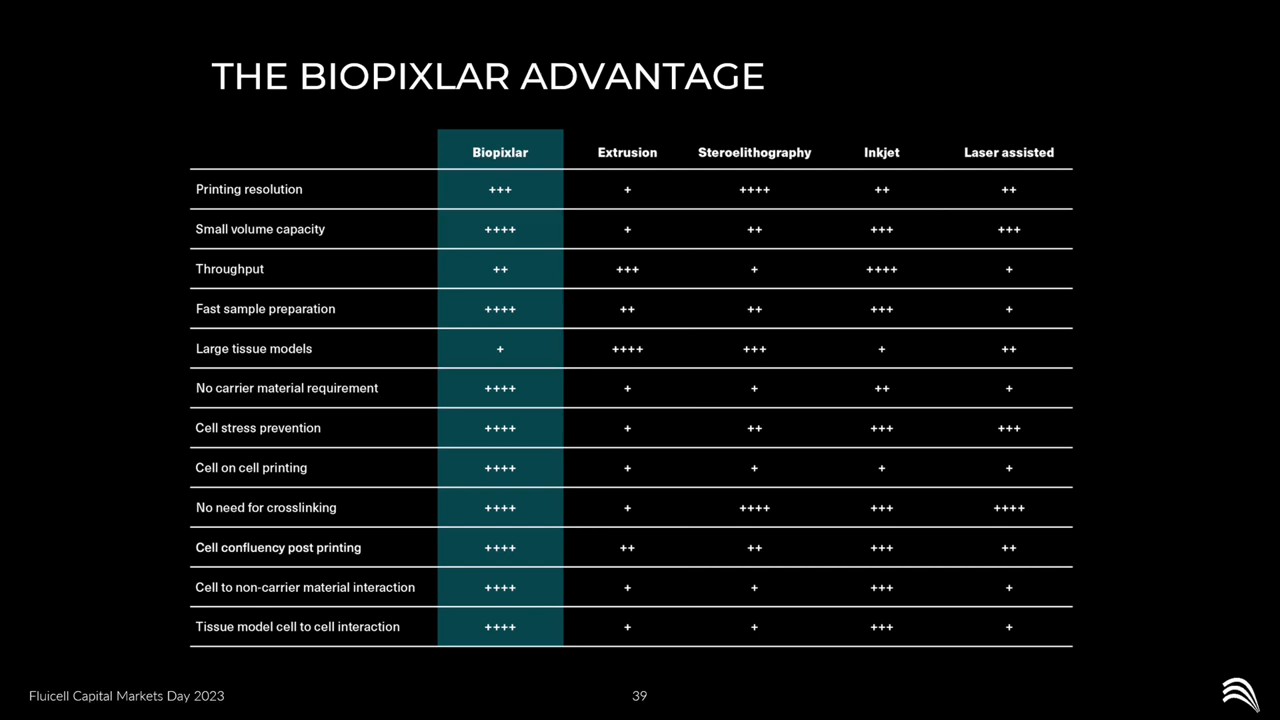 THE BIOPIXLAR ADVANTAGE
Biopixlar Extrusion Steroelithography Inkjet Laser assisted
Printing resolution +++ + ++++ ++ ++
Small volume capacity ++++ + ++ +++ +++
Throughput ++ +++ + ++++ +
Fast sample preparation ++++ ++ ++ +++ +
Large tissue models + ++++ +++ + ++
No carrier material requirement ++++ + + ++ +
Cell stress prevention ++++ + ++ +++ +++
Cell on cell printing ++++ + + + +
No need for crosslinking ++++ + ++++ +++ ++++
Cell confluency post printing ++++ ++ ++ +++ ++
Cell to non-carrier material interaction ++++ + + +++ +
Tissue model cell to cell interaction ++++ + + +++ +
Fluicell Capital Markets Day 2023 39